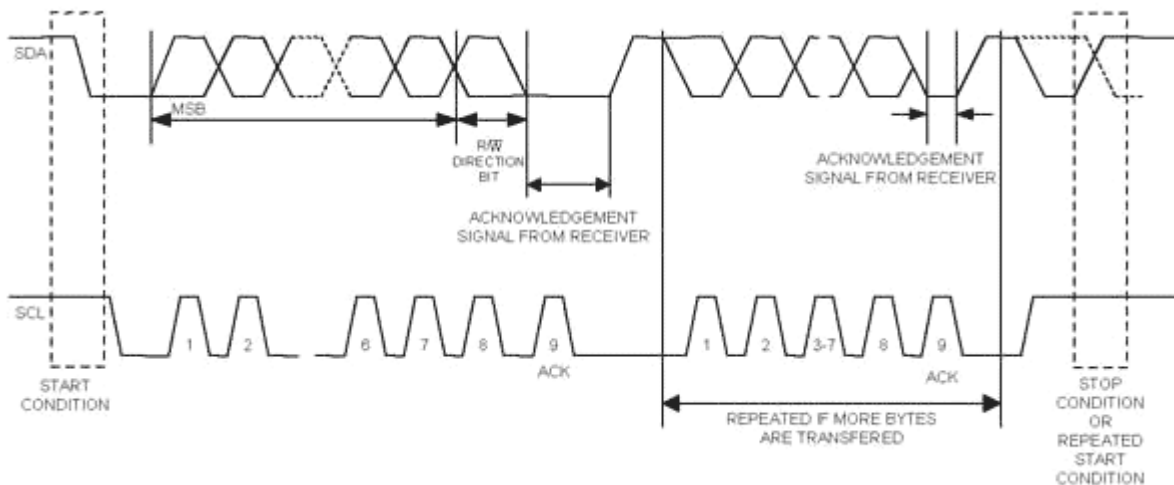 SDA
MSB
R/W
DIRECTION
BIT
ACKNOWLEDGEMENT
SIGNAL FROM RECEIVER
ACKNOWLEDGEMENT
SIGNAL FROM RECEIVER
SCL
1 2 6 7 8 9 1 2 3-7 8 9
ACK ACK
START
CONDITION
REPEATED IF MORE BYTES
ARE TRANSFERED
STOP
CONDITION
OR
REPEATED
START
CONDITION